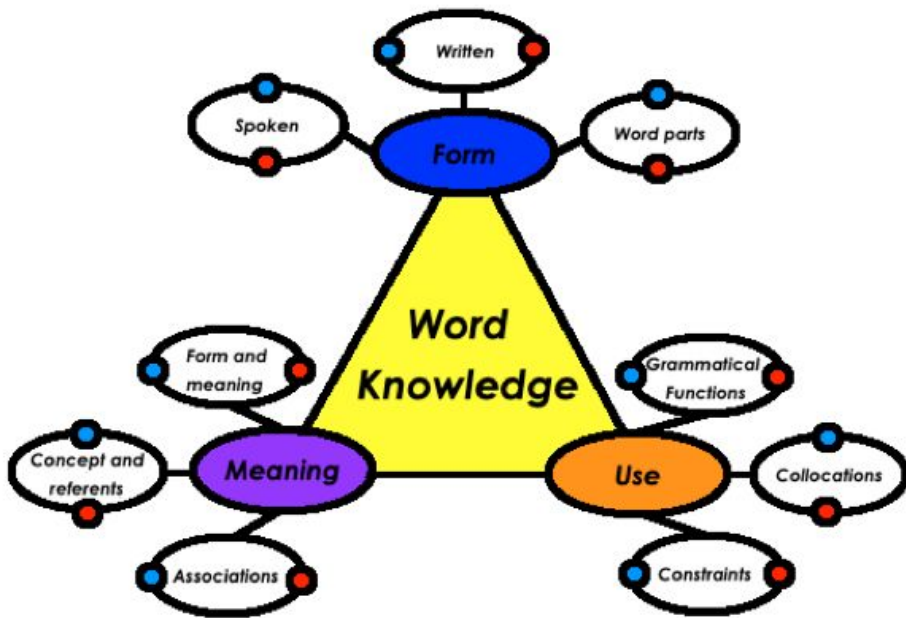 Written
Spoken
Word parts
Form
Word
Knowledge
Form and
meaning
Grammatical
Functions
Concept and
referents
Meaning
Use
Collocations
Associations
Constraints